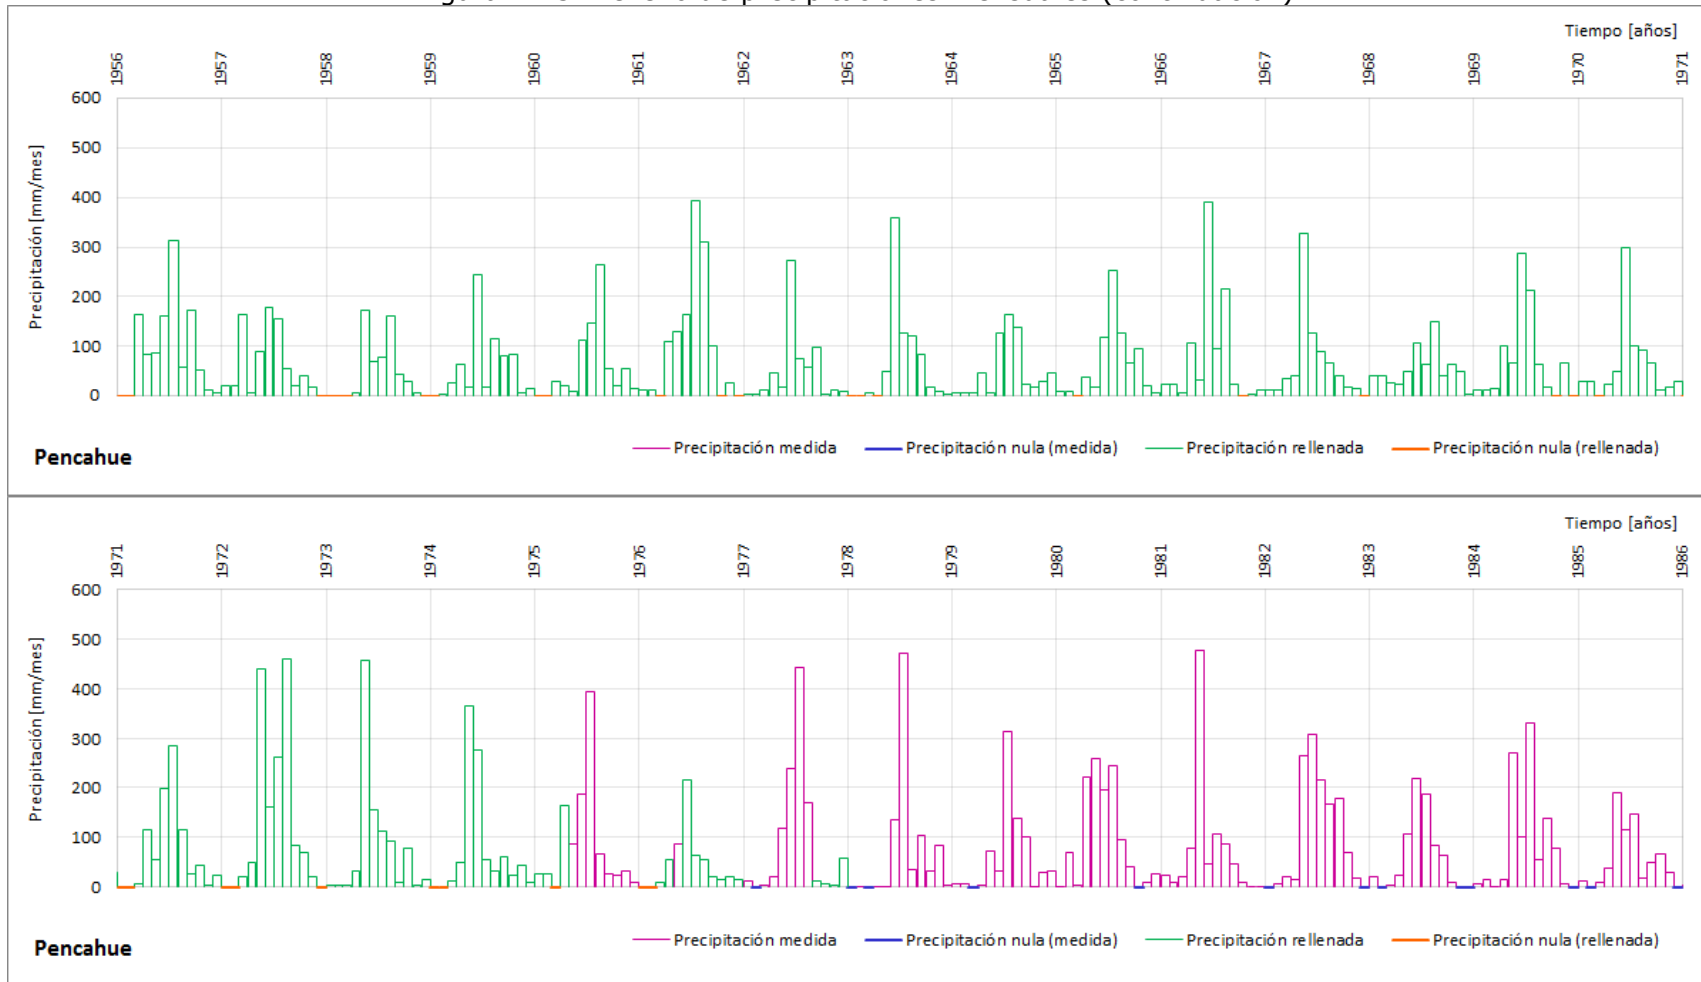 precipitaciones mensuales (continuación)
Tiempo [años]
1956 1957 1958 1959 1960 1961 1962 1963 1964 1965 1966 1967 1968 1969 1970 1971
Precipitación [mm/mes]
600
500
400
300
200
100
0
Precipitación medida Precipitación nula (medida) Precipitación rellenada Precipitación nula (rellenada)
Pencahue
Tiempo [años]
1971 1972 1973 1974 1975 1976 1977 1978 1979 1980 1981 1982 1983 1984 1985 1986
Precipitación [mm/mes]
600
500
400
300
200
100
0
Precipitación medida Precipitación nula (medida) Precipitación rellenada Precipitación nula (rellenada)
Pencahue